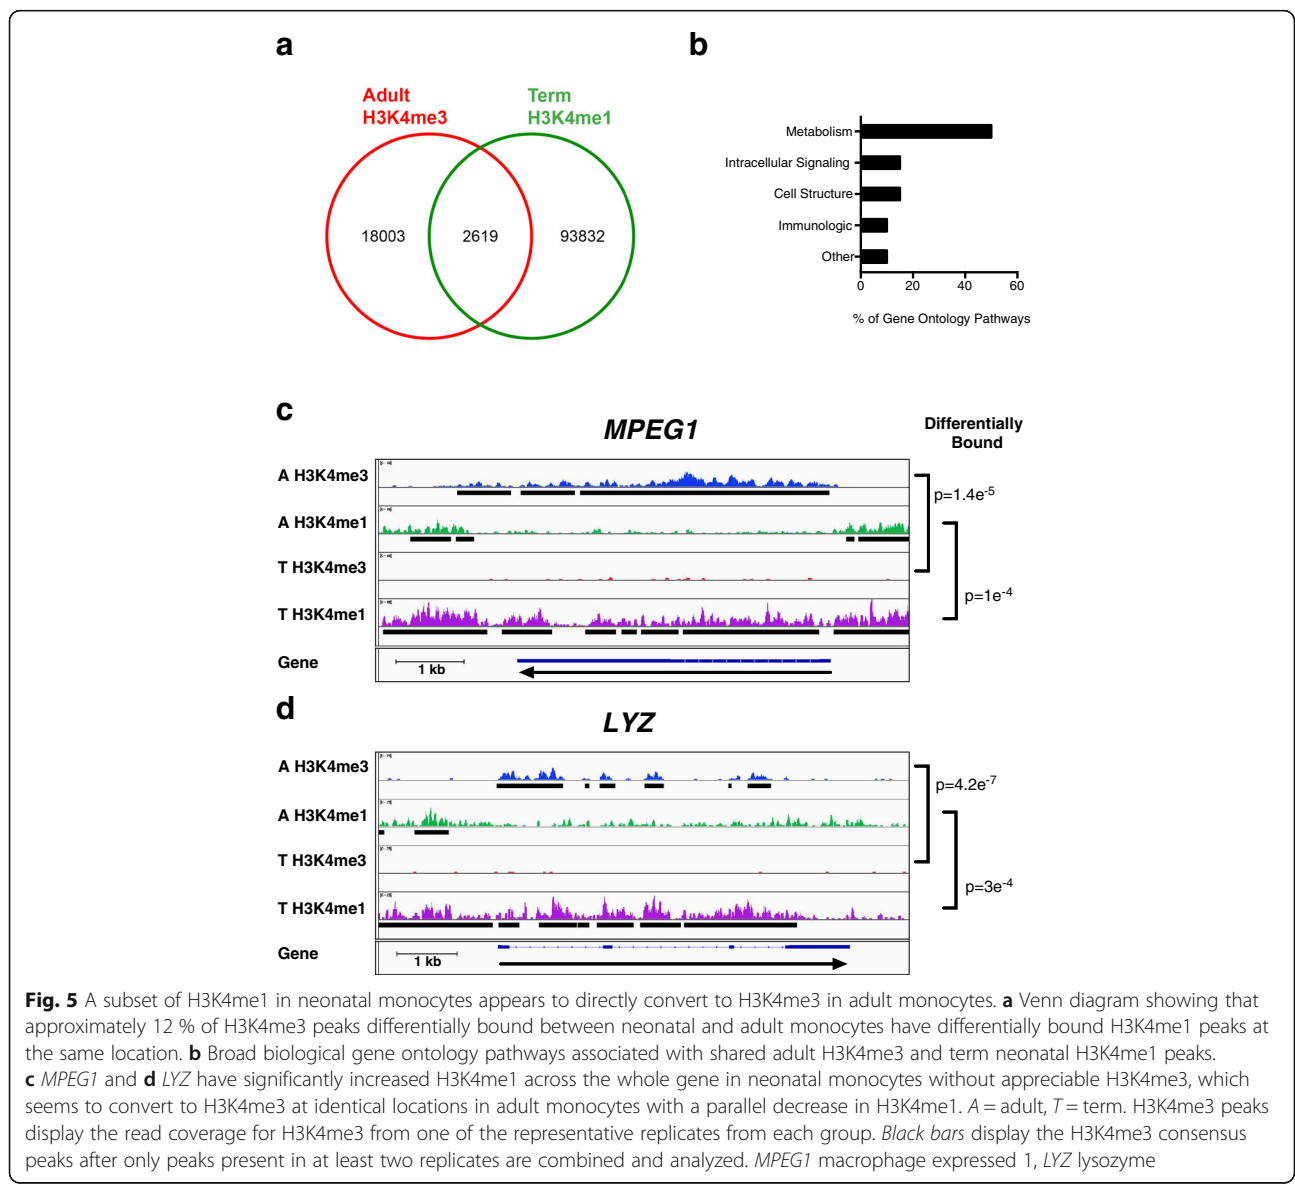 a
b
Adult
H3K4me3
Term
H3K4me1
18003
2619
93832
Metabolism
Intracellular Signaling
Cell Structure
Immunologic
Other
0 20 40 60
% of Gene Ontology Pathways
c
MPEG1
Differentially
Bound
A H3K4me3
A H3K4me1
T H3K4me3
T H3K4me1
Gene
1 kb
p=1.4e-5
p=1e-4
d
LYZ
A H3K4me3
A H3K4me1
T H3K4me3
T H3K4me1
Gene
1 kb
p=4.2e-7
p=3e-4
Fig. 5 A subset of H3K4me1 in neonatal monocytes appears to directly convert to H3K4me3 in adult monocytes. a Venn diagram showing that
approximately 12 % of H3K4me3 peaks differentially bound between neonatal and adult monocytes have differentially bound H3K4me1 peaks at
the same location. b Broad biological gene ontology pathways associated with shared adult H3K4me3 and term neonatal H3K4me1 peaks.
c MPEG1 and d LYZ have significantly increased H3K4me1 across the whole gene in neonatal monocytes without appreciable H3K4me3, which
seems to convert to H3K4me3 at identical locations in adult monocytes with a parallel decrease in H3K4me1. A = adult, T = term. H3K4me3 peaks
display the read coverage for H3K4me3 from one of the representative replicates from each group. Black bars display the H3K4me3 consensus
peaks after only peaks present in at least two replicates are combined and analyzed. MPEG1 macrophage expressed 1, LYZ lysozyme